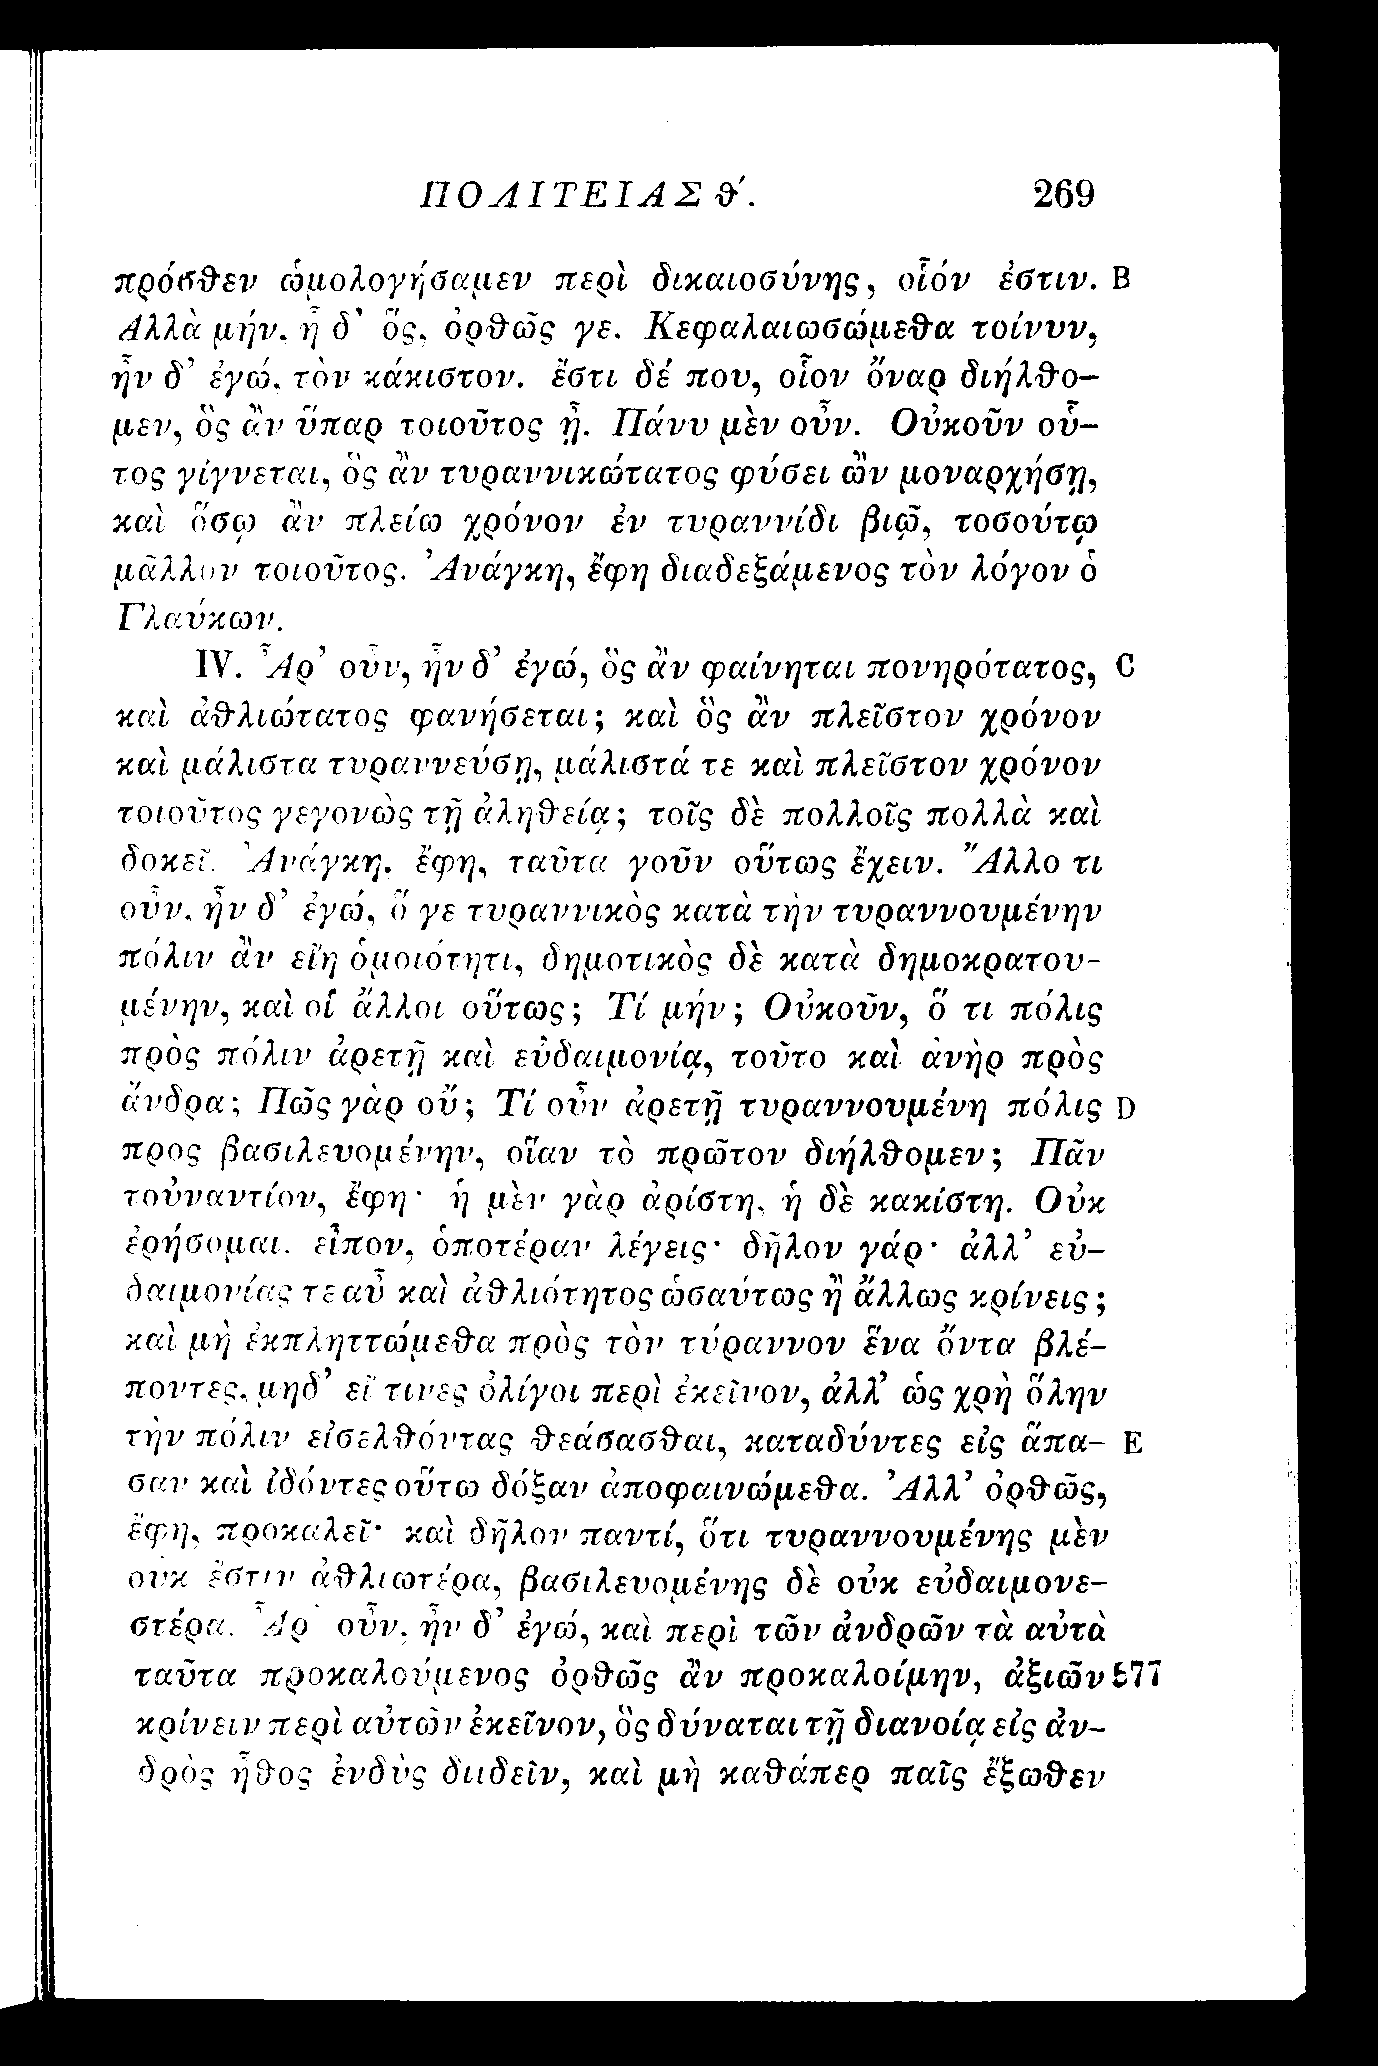 ΠΟΛΙΤΕΙΑΣ θ'. 269
πρόσθεν ὡμολογήσαμεν περὶ δικαιοσύνης, οἷόν ἐστιν. B
Ἀλλὰ μήν, ἦ δ' ὅς, ὀρθῶς γε. Κεφαλαιωσώμεθα τοίνυν,
ἦν δ' ἐγώ, τὸν κάκιστον. ἔστι δέ που, οἷον ὄναρ διήλθο-
μεν, ὃς ἂν ὕπαρ τοιοῦτος ᾖ. Πάνυ μὲν οὖν. Οὐκοῦν οὗ-
τος γίγνεται, ὃς ἂν τυραννικώτατος φύσει ὢν μοναρχήσῃ,
καὶ ὅσῳ ἂν πλείω χρόνον ἐν τυραννίδι βιῷ, τοσούτῳ
μᾶλλον τοιοῦτος. Ἀνάγκη, ἔφη διαδεξάμενος τὸν λόγον ὁ
Γλαύκων.
IV. Ἆρ' οὖν, ἦν δ' ἐγώ, ὃς ἂν φαίνηται πονηρότατος, C
καὶ ἀθλιώτατος φανήσεται; καὶ ὃς ἂν πλεῖστον χρόνον
καὶ μάλιστα τυραννεύσῃ, μάλιστά τε καὶ πλεῖστον χρόνον
τοιοῦτος γεγονὼς τῇ ἀληθείᾳ; τοῖς δὲ πολλοῖς πολλὰ καὶ
δοκεῖ. Ἀνάγκη, ἔφη, ταῦτα γοῦν οὕτως ἔχειν. Ἄλλο τι
οὖν, ἦν δ' ἐγώ, ὅ γε τυραννικὸς κατὰ τὴν τυραννουμένην
πόλιν ἂν εἴη ὁμοιότητι, δημοτικὸς δὲ κατὰ δημοκρατου-
μένην, καὶ οἱ ἄλλοι οὕτως; Τί μήν; Οὐκοῦν, ὅ τι πόλις
πρὸς πόλιν ἀρετῇ καὶ εὐδαιμονίᾳ, τοῦτο καὶ ἀνὴρ πρὸς
ἄνδρα; Πῶς γὰρ οὔ; Τί οὖν ἀρετῇ τυραννουμένη πόλις D
πρὸς βασιλευομένην, οἵαν τὸ πρῶτον διήλθομεν; Πᾶν
τοὐναντίον, ἔφη· ἡ μὲν γὰρ ἀρίστη, ἡ δὲ κακίστη. Οὐκ
ἐρήσομαι, εἶπον, ὁποτέραν λέγεις· δῆλον γάρ· ἀλλ' εὐ-
δαιμονίας τε αὖ καὶ ἀθλιότητος ὡσαύτως ἢ ἄλλως κρίνεις;
καὶ μὴ ἐκπληττώμεθα πρὸς τὸν τύραννον ἕνα ὄντα βλέ-
ποντες, μηδ' εἴ τινες ὀλίγοι περὶ ἐκεῖνον, ἀλλ' ὡς χρὴ ὅλην
τὴν πόλιν εἰσελθόντας θεάσασθαι, καταδύντες εἰς ἅπα- E
σαν καὶ ἰδόντες οὕτω δόξαν ἀποφαινώμεθα. Ἀλλ' ὀρθῶς,
ἔφη, προκαλεῖ· καὶ δῆλον παντί, ὅτι τυραννουμένης μὲν
οὐκ ἔστιν ἀθλιωτέρα, βασιλευομένης δὲ οὐκ εὐδαιμονε-
στέρα. Ἆρ' οὖν, ἦν δ' ἐγώ, καὶ περὶ τῶν ἀνδρῶν τὰ αὐτὰ
ταῦτα προκαλούμενος ὀρθῶς ἂν προκαλοίμην, ἀξιῶν 577
κρίνειν περὶ αὐτῶν ἐκεῖνον, ὃς δύναται τῇ διανοίᾳ εἰς ἀν-
δρὸς ἦθος ἐνδὺς διιδεῖν, καὶ μὴ καθάπερ παῖς ἔξωθεν